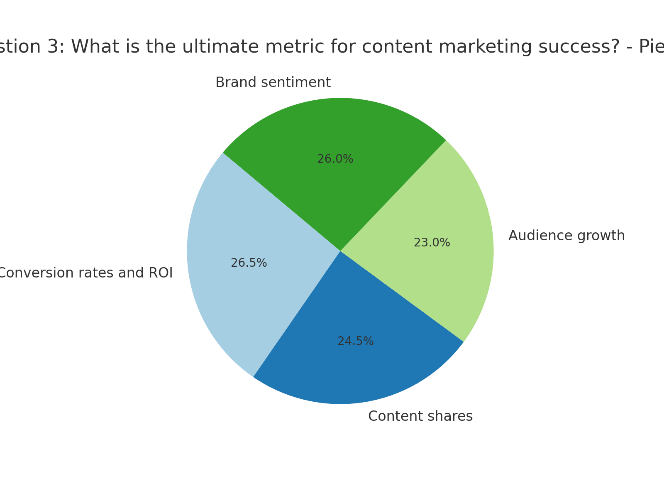 stion 3: What is the ultimate metric for content marketing success? - Pie
Brand sentiment
26.0%
23.0%
Audience growth
Conversion rates and ROI
26.5%
24.5%
Content shares